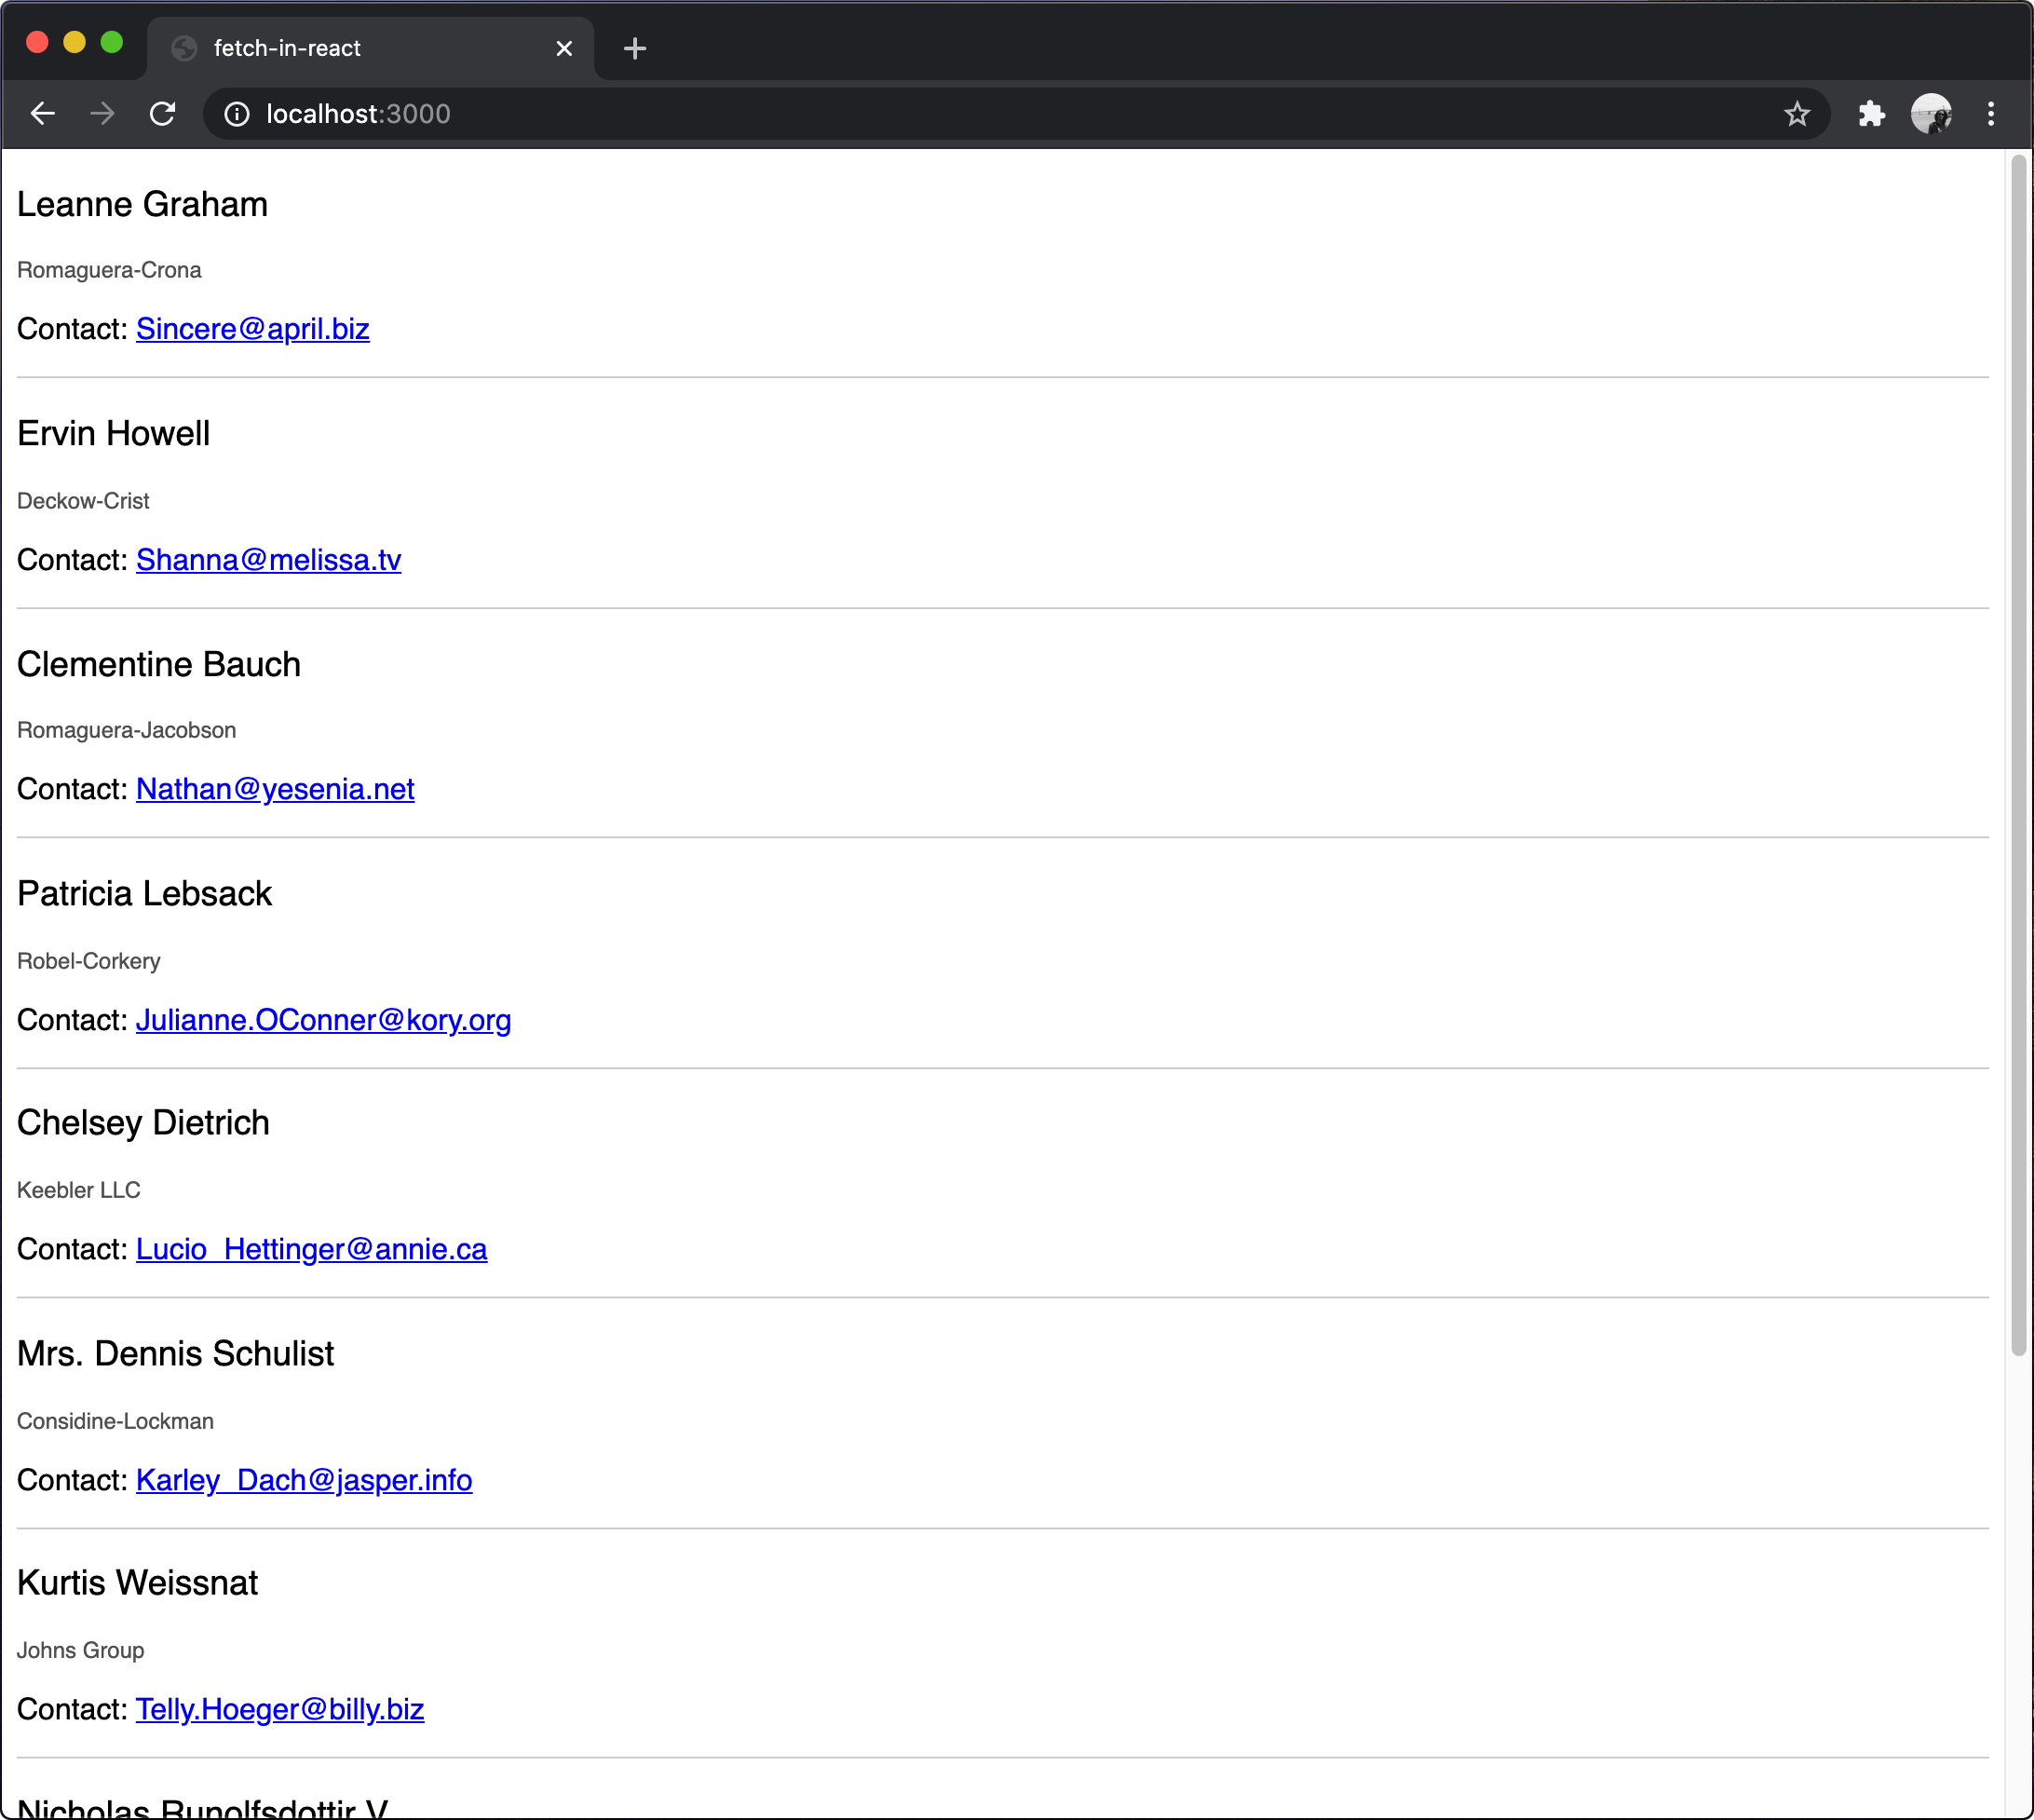 fetch-in-react
localhost:3000
Leanne Graham
Romaguera-Crona
Contact: Sincere@april.biz
Ervin Howell
Deckow-Crist
Contact: Shanna@melissa.tv
Clementine Bauch
Romaguera-Jacobson
Contact: Nathan@yesenia.net
Patricia Lebsack
Robel-Corkery
Contact: Julianne.OConner@kory.org
Chelsey Dietrich
Keebler LLC
Contact: Lucio_Hettinger@annie.ca
Mrs. Dennis Schulist
Considine-Lockman
Contact: Karley_Dach@jasper.info
Kurtis Weissnat
Johns Group
Contact: Telly.Hoeger@billy.biz
Nicholas Runolfsdottir V